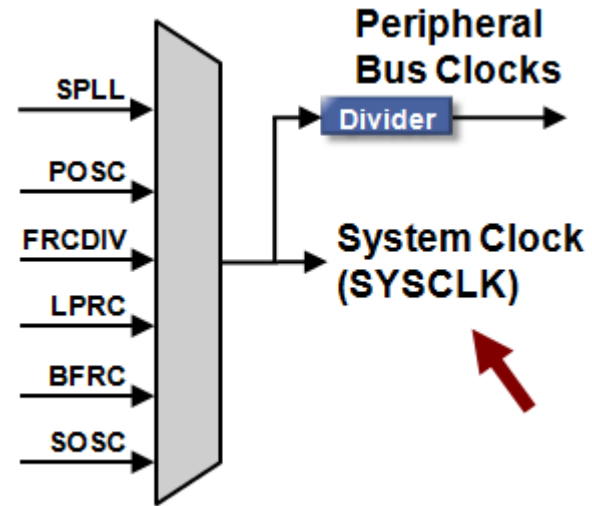 Peripheral
Bus Clocks
SPLL
Divider
POSC
FRCDIV
System Clock
(SYSCLK)
LPRC
BFRC
SOSC